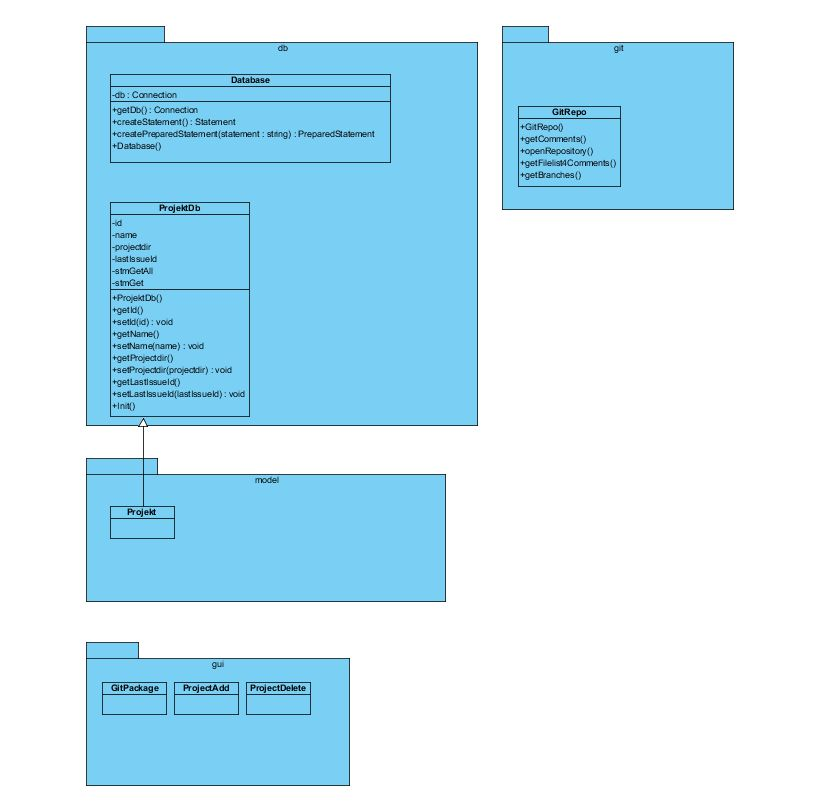 db
Database
-db : Connection
+getDb() : Connection
+createStatement() : Statement
+createPreparedStatement(statement : string) : PreparedStatement
+Database()
ProjektDb
-id
-name
-projectdir
-lastIssueId
-stmGetAll
-stmGet
+ProjektDb()
+getId()
+setId(id) : void
+getName()
+setName(name) : void
+getProjectdir()
+setProjectdir(projectdir) : void
+getLastIssueId()
+setLastIssueId(lastIssueId) : void
+Init()
git
GitRepo
+GitRepo()
+getComments()
+openRepository()
+getFilelist4Comments()
+getBranches()
model
Projekt
gui
GitPackage
ProjectAdd
ProjectDelete